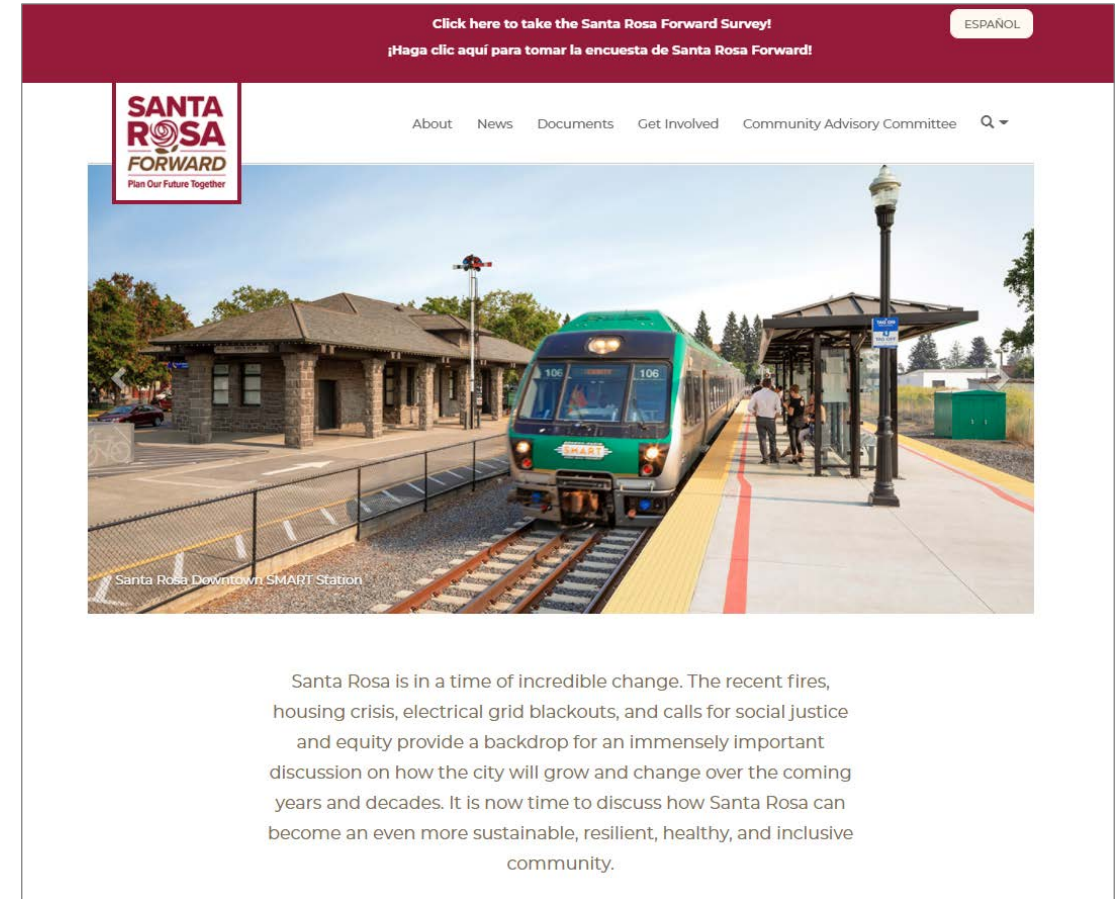 Click here to take the Santa Rosa Forward Survey!
ESPAÑOL
¡Haga clic aquí para tomar la encuesta de Santa Rosa Forward!
SANTA
ROSA
FORWARD
Plan Our Future Together
About News Documents Get Involved Community Advisory Committee
106
106
SMART
Santa Rosa Downtown SMART Station
Santa Rosa is in a time of incredible change. The recent fires,
housing crisis, electrical grid blackouts, and calls for social justice
and equity provide a backdrop for an immensely important
discussion on how the city will grow and change over the coming
years and decades. It is now time to discuss how Santa Rosa can
become an even more sustainable, resilient, healthy, and inclusive
community.